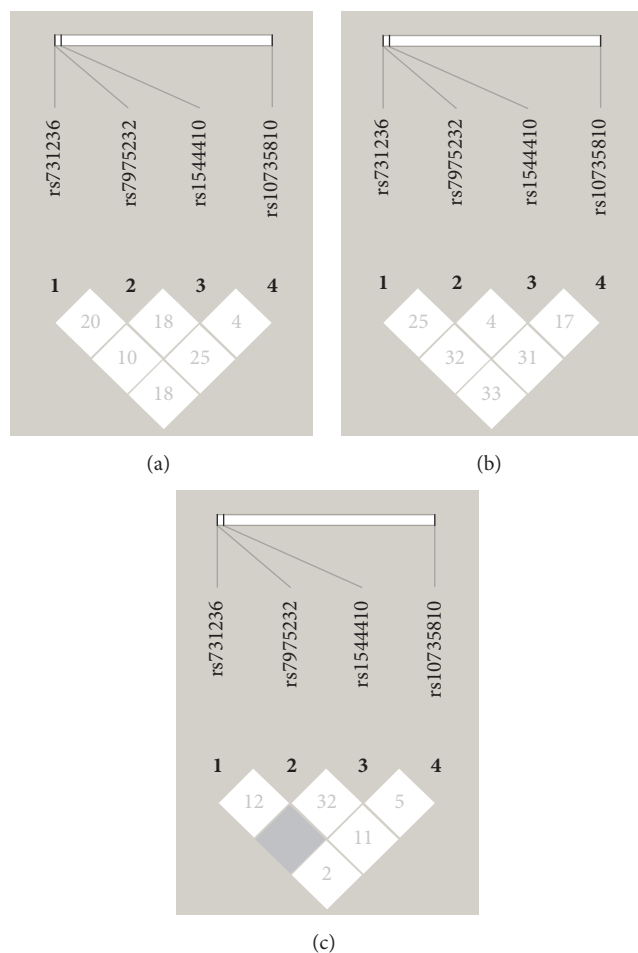 rs731236
rs7975232
rs1544410
rs10735810
1 2 3 4
20 18 4
10 25
18
(a)
rs731236
rs7975232
rs1544410
rs10735810
1 2 3 4
25 4 17
32 31
33
(b)
rs731236
rs7975232
rs1544410
rs10735810
1 2 3 4
12 32 5
11
2
(c)